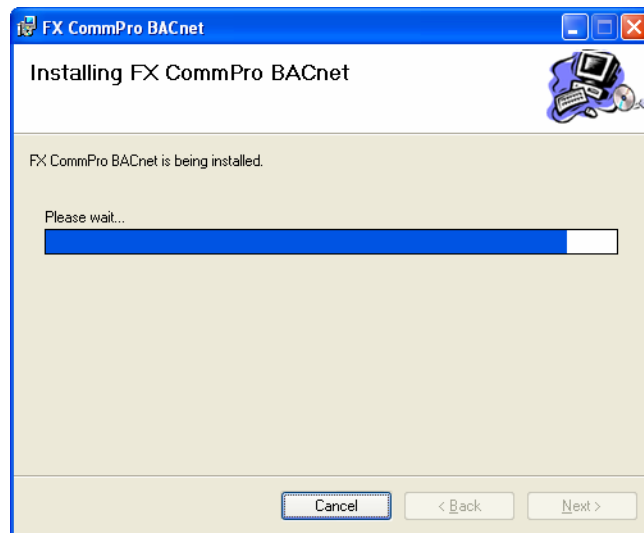 FX CommPro BACnet
Installing FX CommPro BACnet
FX CommPro BACnet is being installed.
Please wait...
Cancel
< Back
Next >